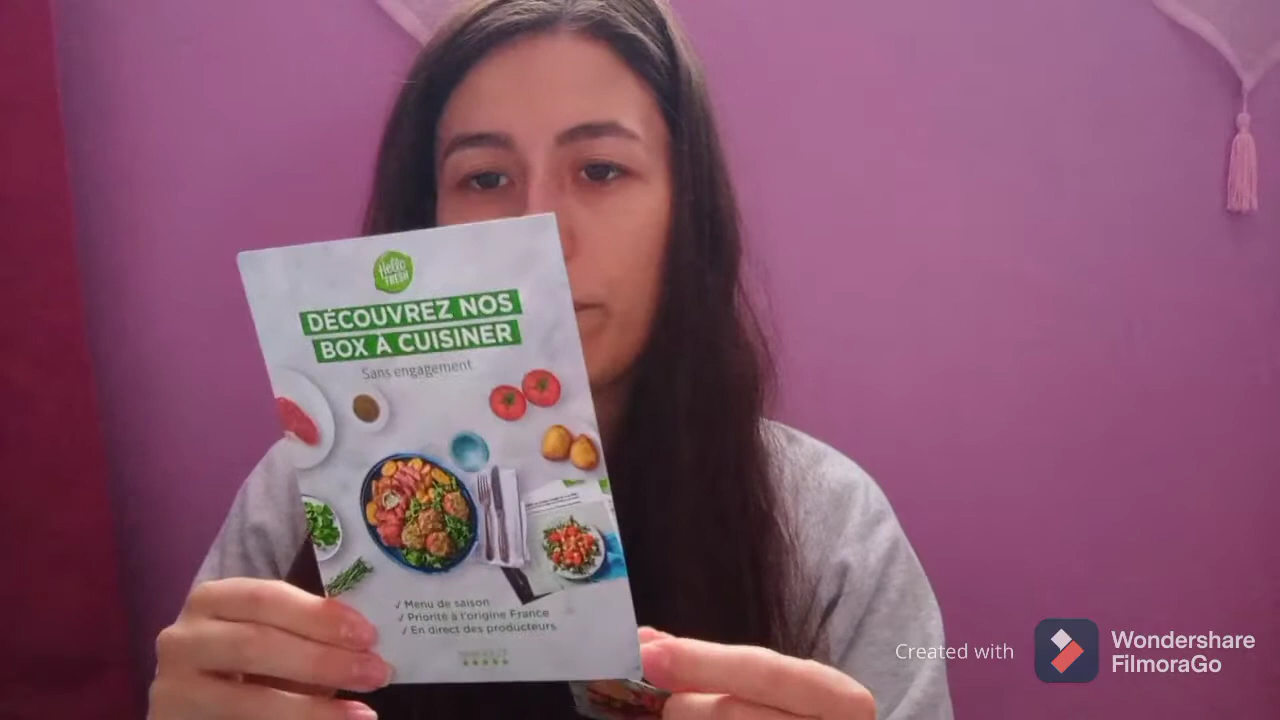 Hello
FRESH
DÉCOUVREZ NOS
BOX À CUISINER
Sans engagement
✓ Menu de saison
✓ Priorité à l'origine France
✓ En direct des producteurs
Created with
Wondershare
FilmoraGo